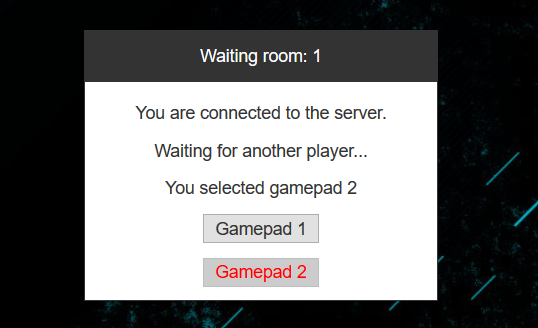 Waiting room: 1
You are connected to the server.
Waiting for another player...
You selected gamepad 2
Gamepad 1
Gamepad 2